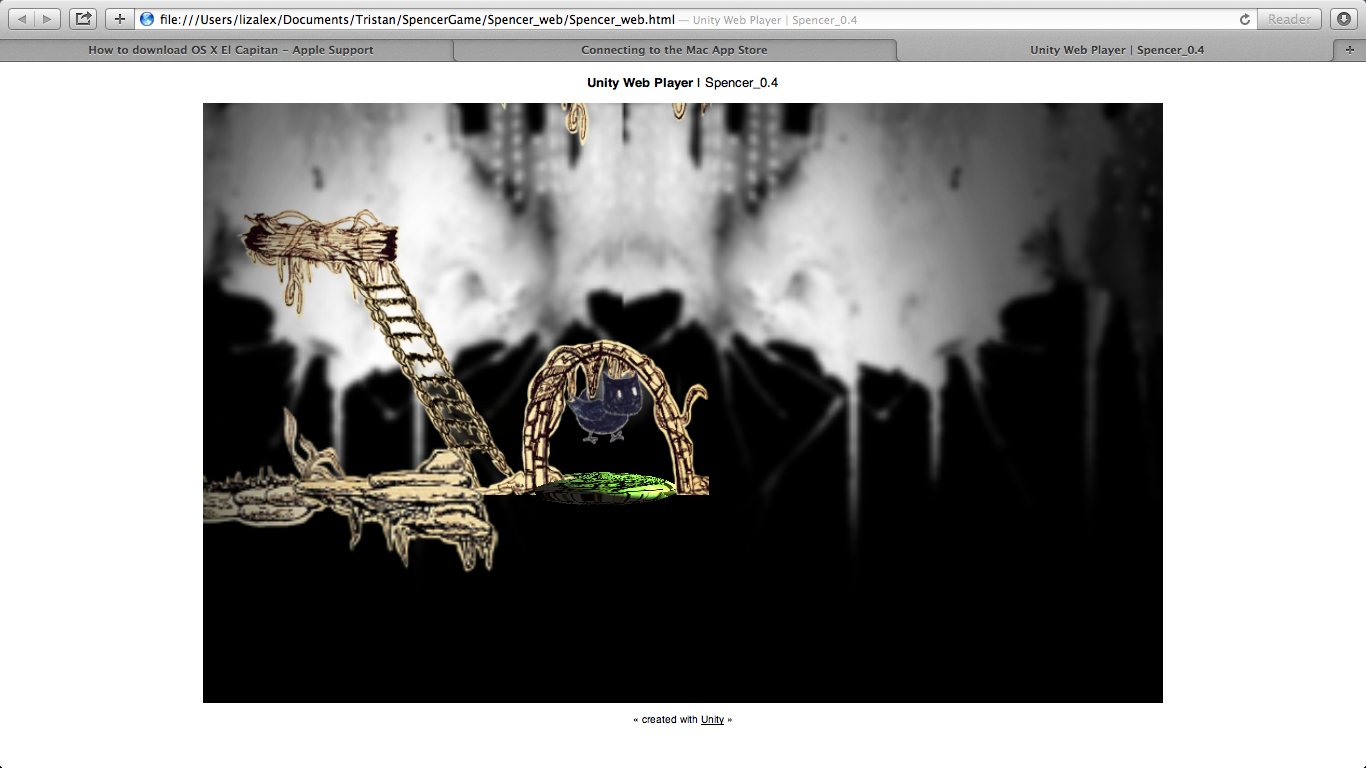 file:///Users/lizalex/Documents/Tristan/SpencerGame/Spencer_web/Spencer_web.html — Unity Web Player | Spencer_0.4
Reader
How to download OS X El Capitan - Apple Support
Connecting to the Mac App Store
Unity Web Player | Spencer_0.4
Unity Web Player | Spencer_0.4
« created with Unity »